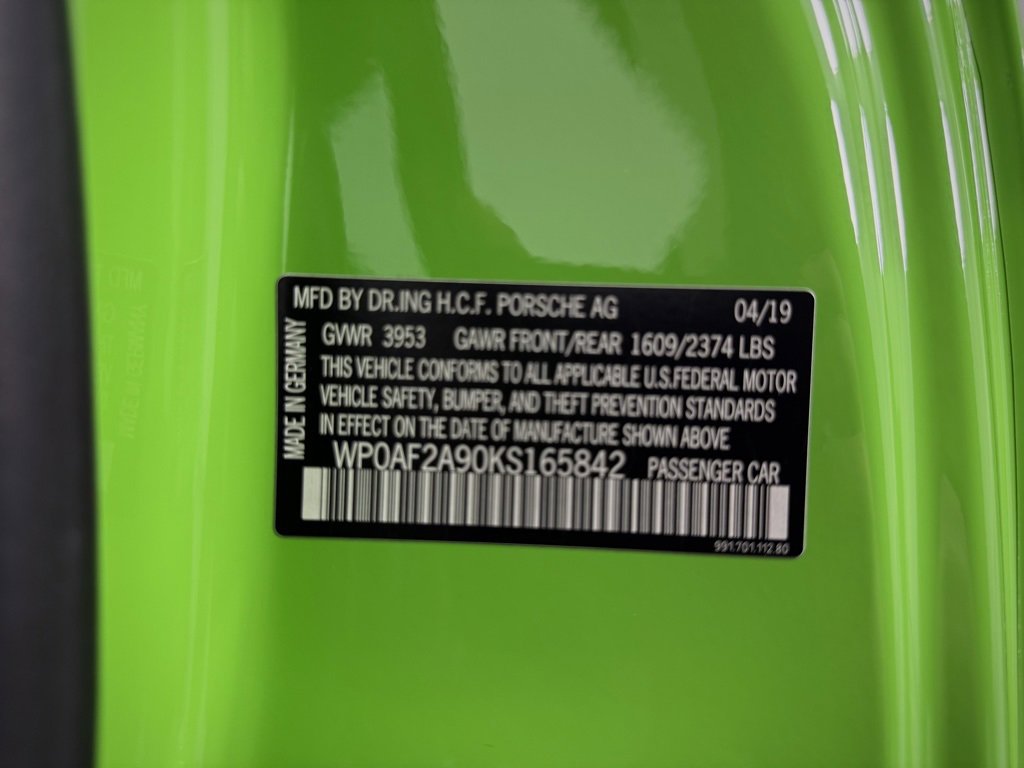 MFD BY DR.ING H.C.F. PORSCHE AG 04/19
GVWR 3953 GAWR FRONT/REAR 1609/2374 LBS
THIS VEHICLE CONFORMS TO ALL APPLICABLE U.S.FEDERAL MOTOR
VEHICLE SAFETY, BUMPER, AND THEFT PREVENTION STANDARDS
IN EFFECT ON THE DATE OF MANUFACTURE SHOWN ABOVE
WP0AF2A90KS165842 PASSENGER CAR
991.701.112.80
MADE IN GERMANY